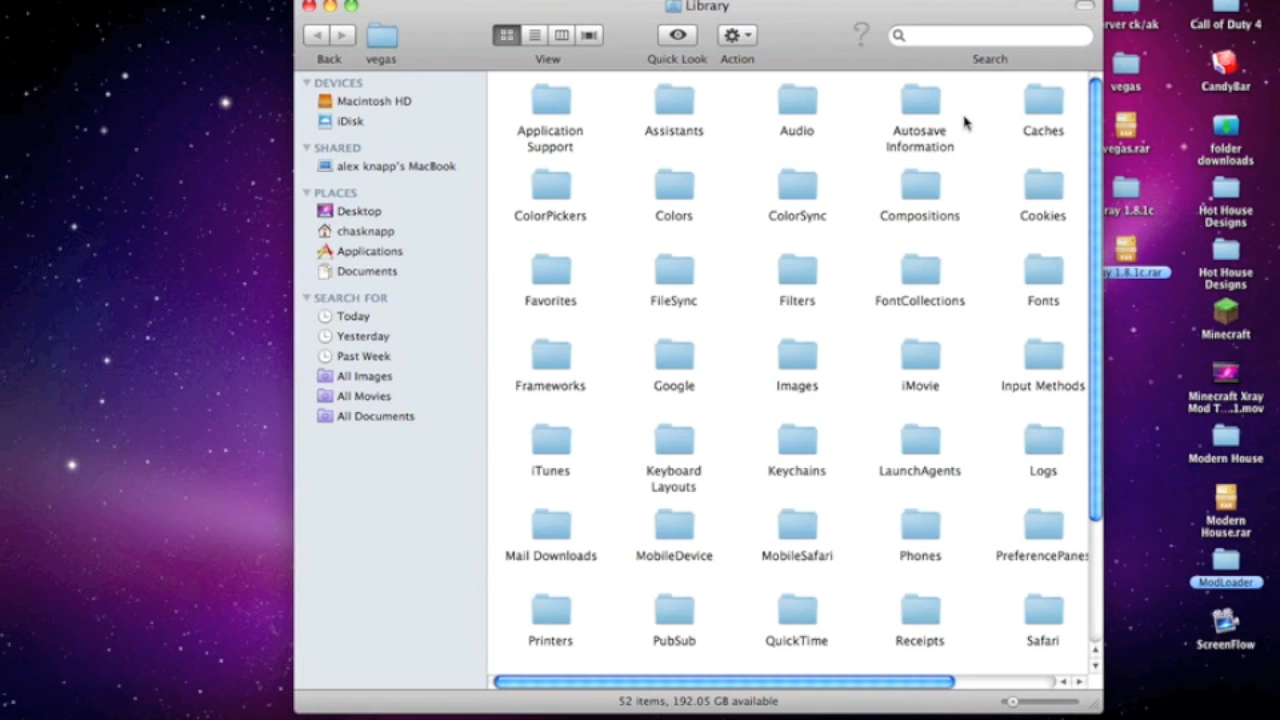 Library
Back
vegas
View
Quick Look
Action
Search
DEVICES
Macintosh HD
iDisk
SHARED
alex knapp's MacBook
PLACES
Desktop
chasknapp
Applications
Documents
SEARCH FOR
Today
Yesterday
Past Week
All Images
All Movies
All Documents
Application Support
Assistants
Audio
Autosave Information
Caches
ColorPickers
Colors
ColorSync
Compositions
Cookies
Favorites
FileSync
Filters
FontCollections
Fonts
Frameworks
Google
Images
iMovie
Input Methods
iTunes
Keyboard Layouts
Keychains
LaunchAgents
Logs
Mail Downloads
MobileDevice
MobileSafari
Phones
PreferencePanes
Printers
PubSub
QuickTime
Receipts
Safari
52 items, 192.05 GB available
rver ck/ak
vegas
vegas.rar
ray 1.8.1c
y 1.8.1c.rar
Call of Duty 4
CandyBar
folder
downloads
Hot House
Designs
Hot House
Designs
Minecraft
Minecraft Xray
Mod T....1.mov
Modern House
Modern
House.rar
ModLoader
ScreenFlow